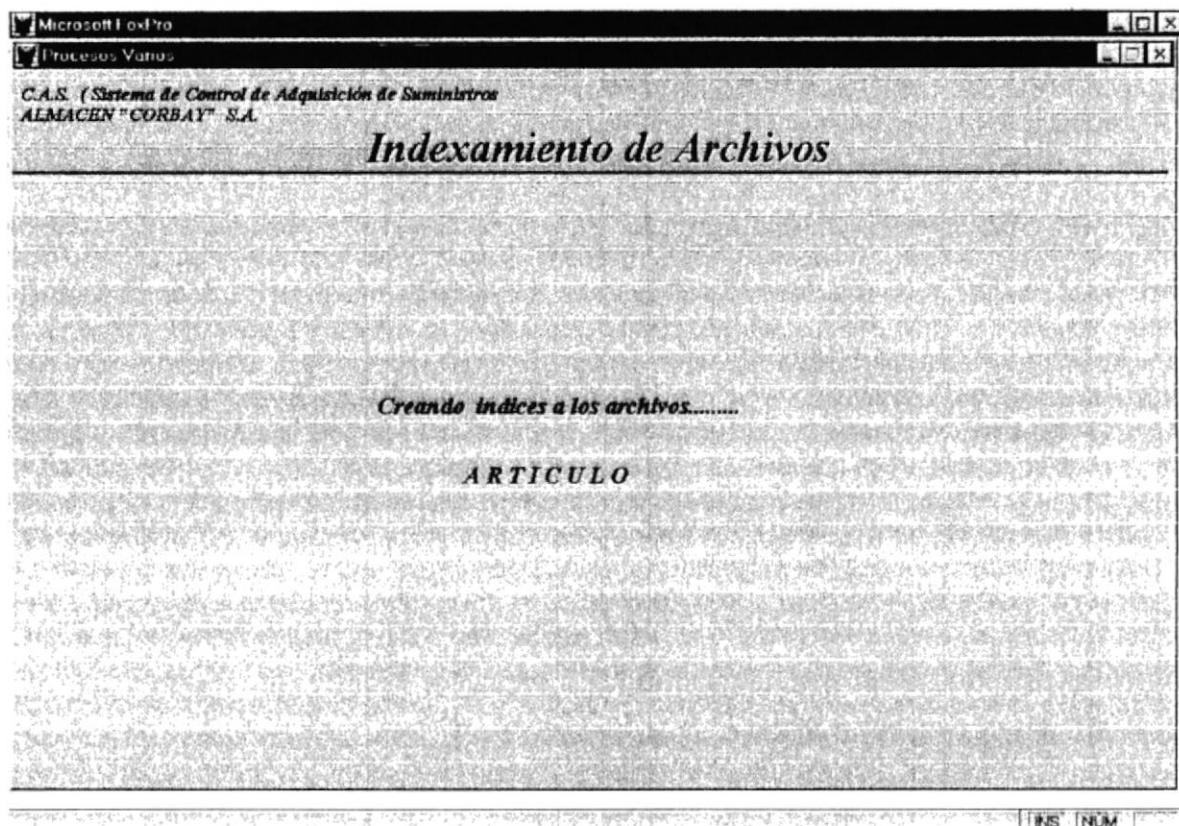 Microsoft FoxPro
Procesos Varios
C.A.S. (Sistema de Control de Adquisición de Suministros
ALMACEN "CORBAY" S.A.
Indexamiento de Archivos
Creando indices a los archivos.........
A R T I C U L O
INS NUM